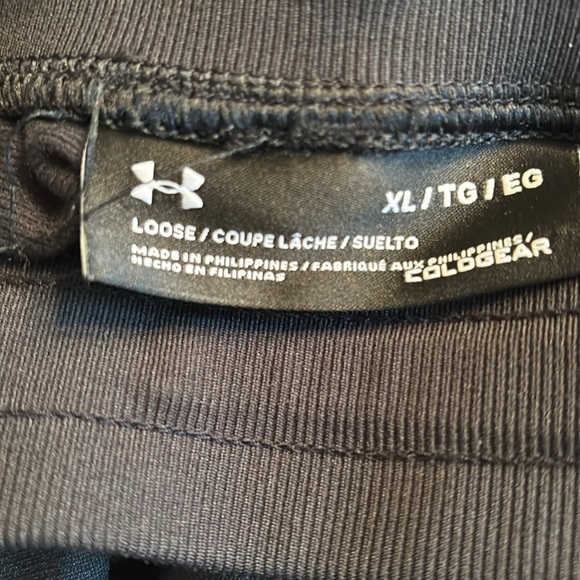 XL / TG / EG
LOOSE / COUPE LÂCHE / SUELTO
MADE IN PHILIPPINES / FABRIQUÉ AUX PHILIPPINES /
HECHO EN FILIPINAS
COLDGEAR